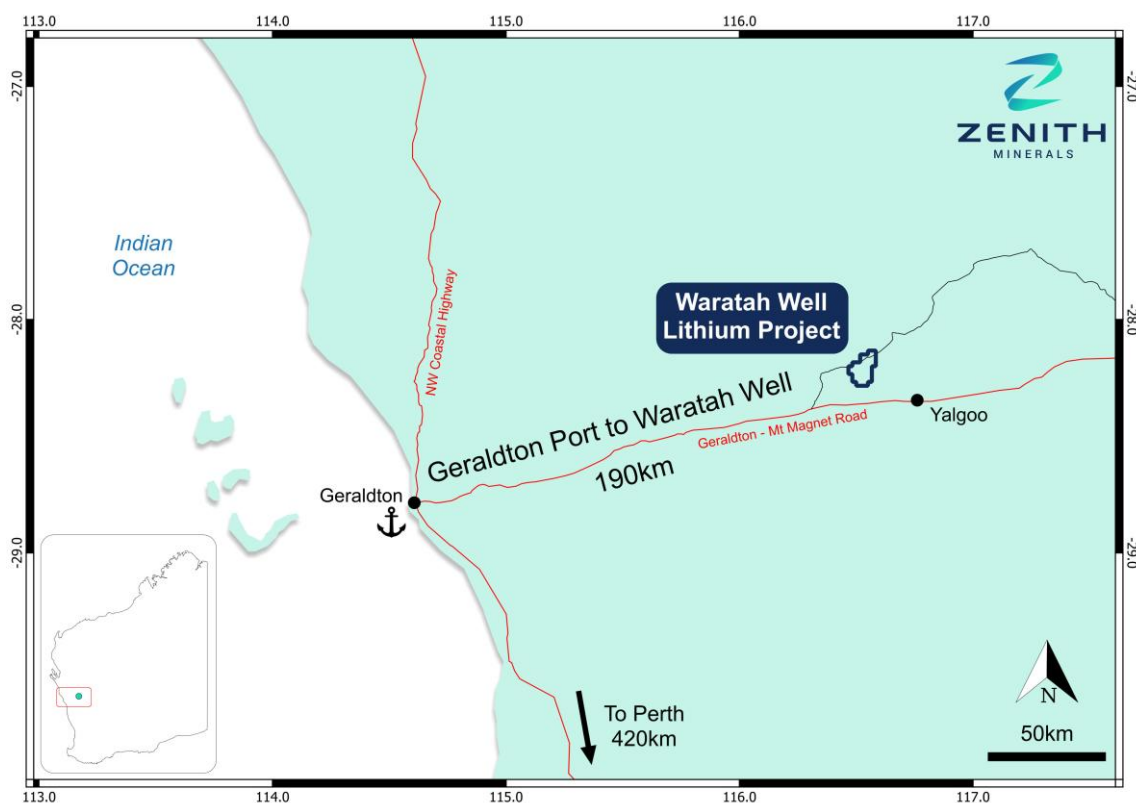 113.0
114.0
115.0
116.0
117.0
-27.0
-27.0
ZENITH
MINERALS
Indian
Ocean
NW Coastal Highway
Waratah Well
Lithium Project
-28.0
-28.0
Geraldton Port to Waratah Well
190km
Geraldton - Mt Magnet Road
Yalgoo
Geraldton
-29.0
-29.0
To Perth
420km
N
50km
113.0
114.0
115.0
116.0
117.0